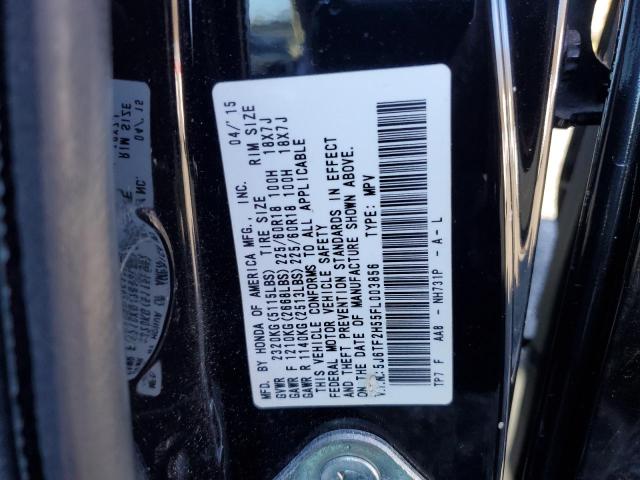 MFD. BY HONDA OF AMERICA MFG., INC. 04/'15
GVWR 2320KG(5115LBS) TIRE SIZE RIM SIZE
GAWR F 1210KG(2668LBS) 225/60R18 100H 18X7J
GAWR R 1140KG(2513LBS) 225/60R18 100H 18X7J
THIS VEHICLE CONFORMS TO ALL APPLICABLE
FEDERAL MOTOR VEHICLE SAFETY
AND THEFT PREVENTION STANDARDS IN EFFECT
ON THE DATE OF MANUFACTURE SHOWN ABOVE.
V.I.NO: 5J6TF2H55FL003856 TYPE: MPV
TP7 F AA8 - NH731P - A - L